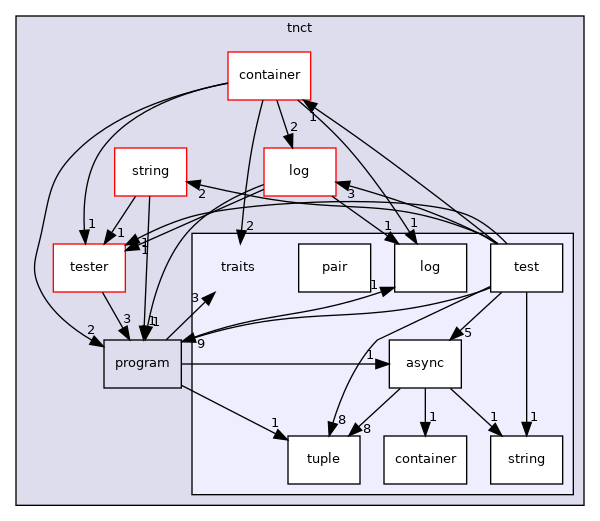 tnct
container
1
2
string
log
2
3
1
1
2
1
1
1
1
tester
traits
pair
log
test
1
3
3
1
1
2
9
5
program
1
async
1
8
8
1
1
1
tuple
container
string